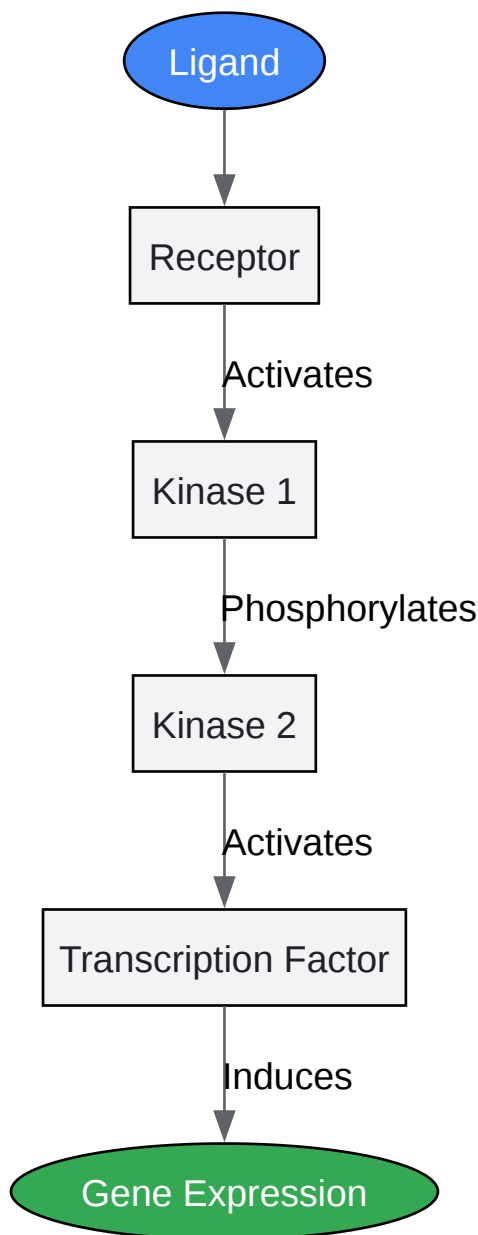 Ligand
Receptor
Activates
Kinase 1
Phosphorylates
Kinase 2
Activates
Transcription Factor
Induces
Gene Expression